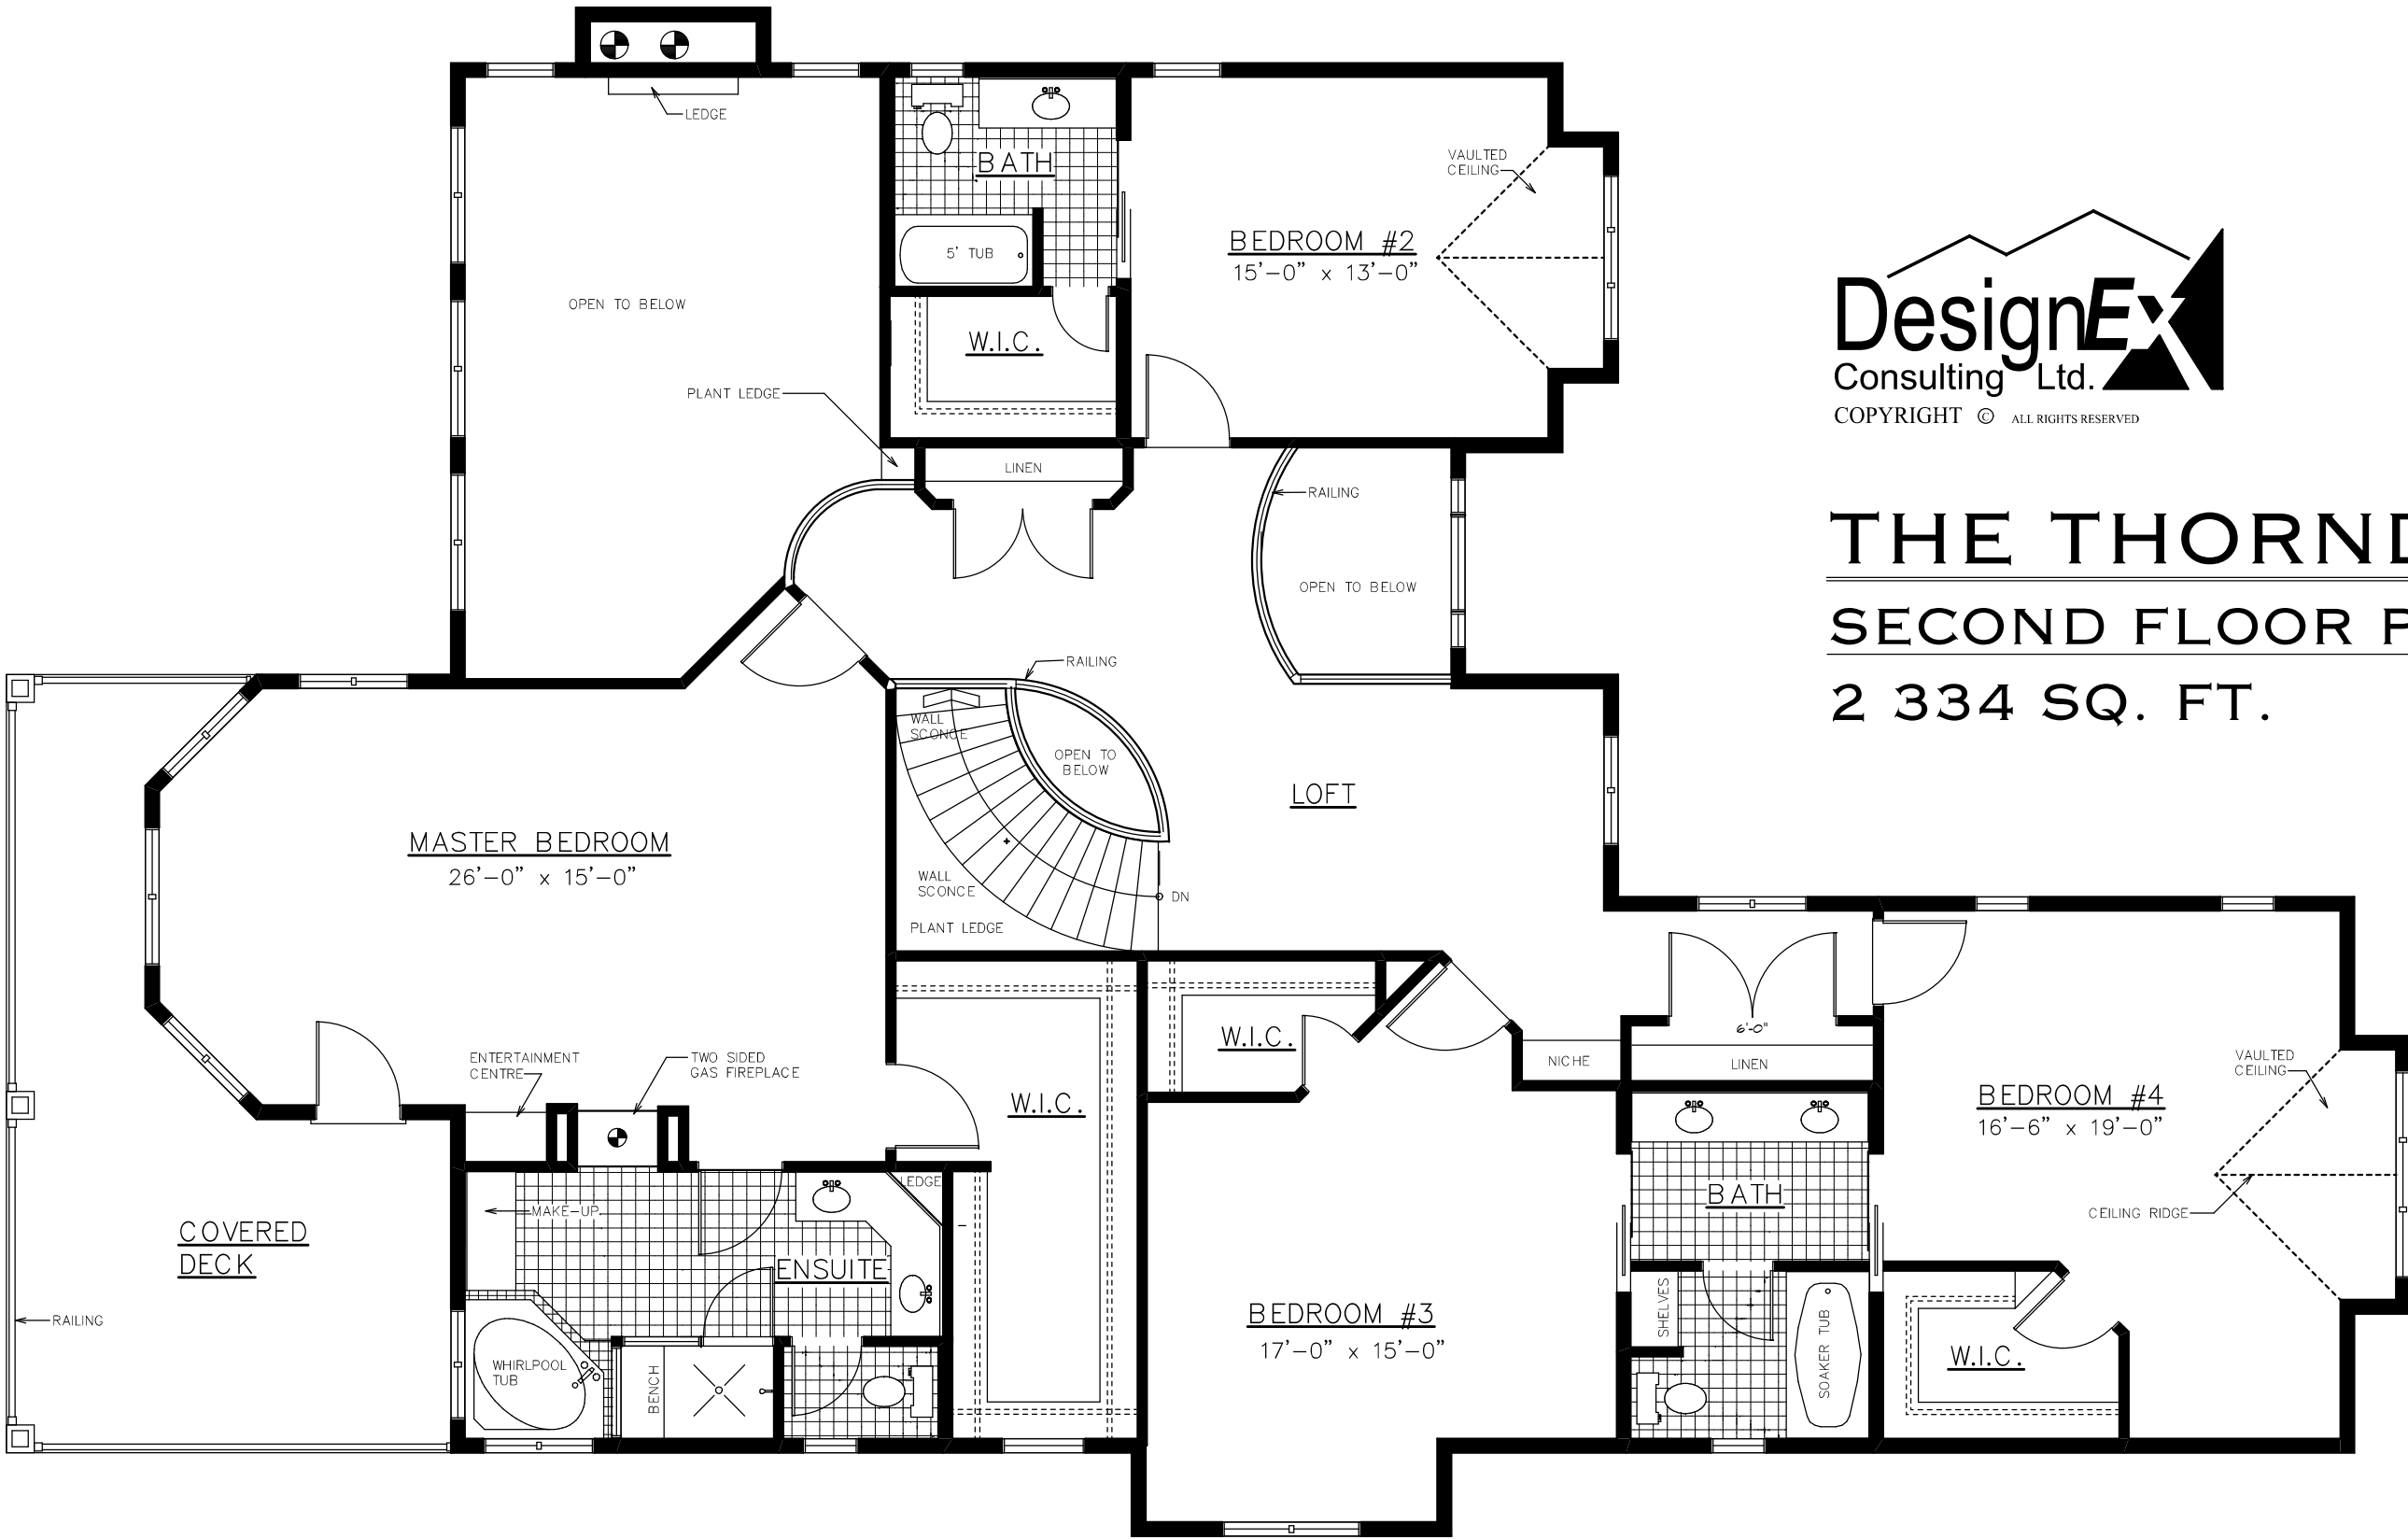 LEDGE
BATH
VAULTED
CEILING
BEDROOM #2
15'-0" x 13'-0"
5' TUB
OPEN TO BELOW
W.I.C.
PLANT LEDGE
LINEN
RAILING
OPEN TO BELOW
DesignEX
Consulting Ltd.
COPYRIGHT © ALL RIGHTS RESERVED
THE THORND
SECOND FLOOR P
2 334 SQ. FT.
RAILING
WALL
SCONCE
OPEN TO
BELOW
LOFT
MASTER BEDROOM
26'-0" x 15'-0"
WALL
SCONCE
DN
PLANT LEDGE
W.I.C.
6'-0"
NICHE
LINEN
ENTERTAINMENT
CENTRE
TWO SIDED
GAS FIREPLACE
W.I.C.
VAULTED
CEILING
BEDROOM #4
16'-6" x 19'-0"
LEDGE
MAKE-UP
BATH
CEILING RIDGE
COVERED
DECK
ENSUITE
RAILING
BEDROOM #3
17'-0" x 15'-0"
SHELVES
SOAKER TUB
W.I.C.
WHIRLPOOL
TUB
BENCH